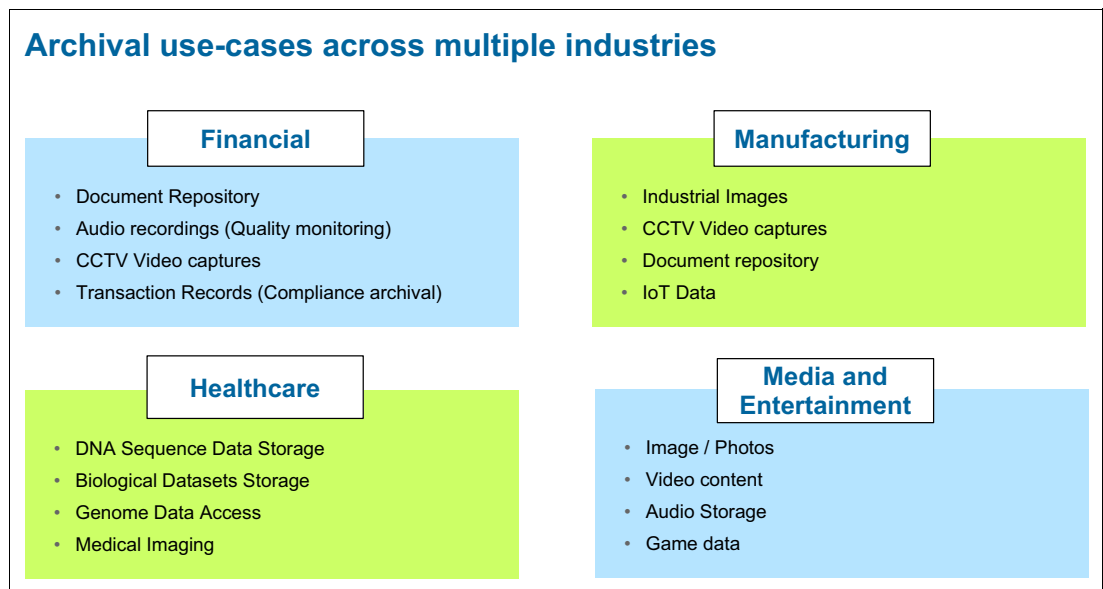 Archival use-cases across multiple industries
Financial
• Document Repository
• Audio recordings (Quality monitoring)
• CCTV Video captures
• Transaction Records (Compliance archival)
Manufacturing
• Industrial Images
• CCTV Video captures
• Document repository
• IoT Data
Healthcare
• DNA Sequence Data Storage
• Biological Datasets Storage
• Genome Data Access
• Medical Imaging
Media and
Entertainment
• Image / Photos
• Video content
• Audio Storage
• Game data